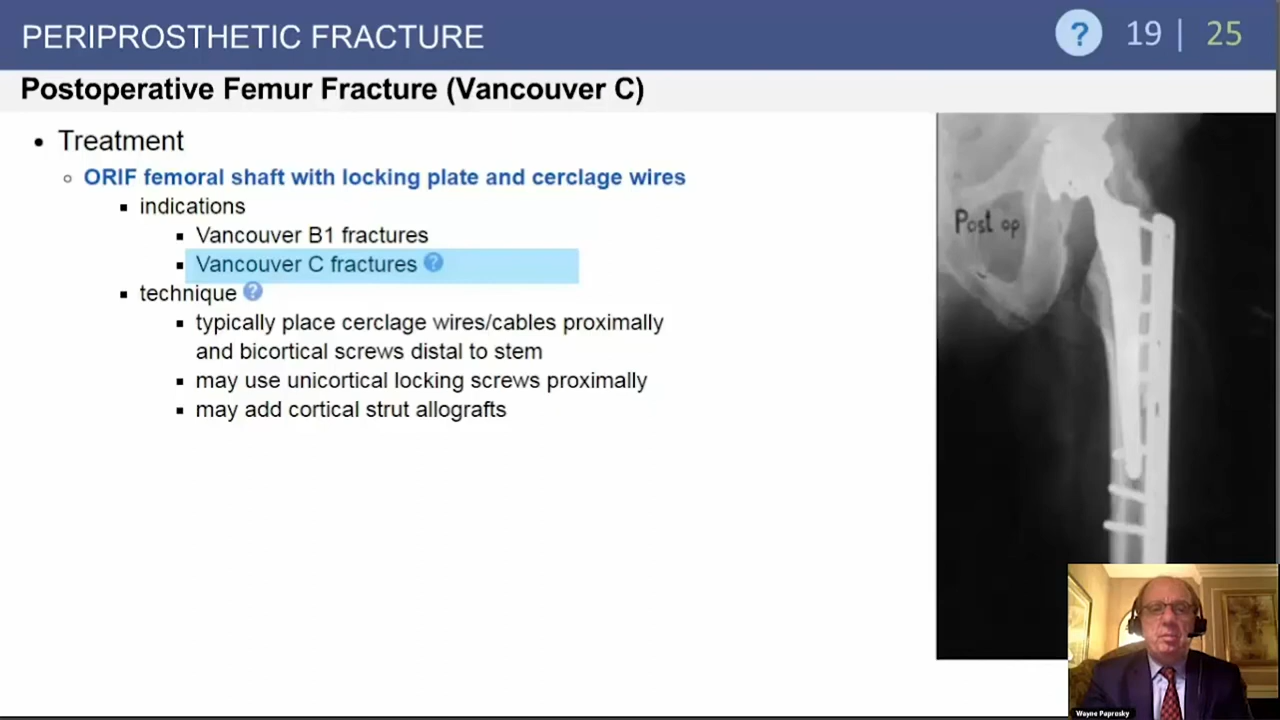 PERIPROSTHETIC FRACTURE
? 19 | 25
Postoperative Femur Fracture (Vancouver C)
• Treatment
ORIF femoral shaft with locking plate and cerclage wires
indications
Vancouver B1 fractures
Vancouver C fractures ?
technique ?
typically place cerclage wires/cables proximally
and bicortical screws distal to stem
may use unicortical locking screws proximally
may add cortical strut allografts
Post op
Wayne Paprosky